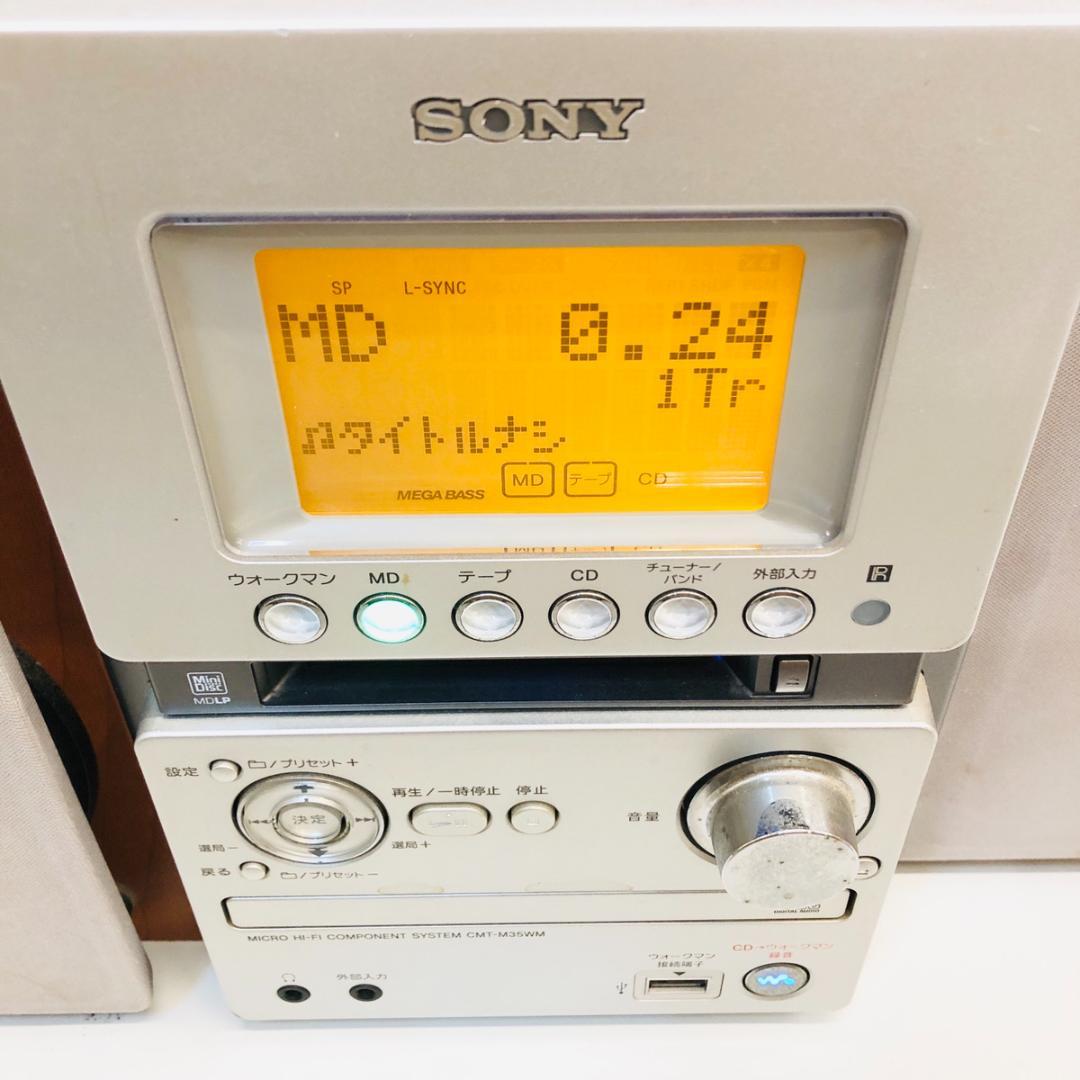 SONY
SP L-SYNC
MD 0.24
1Tr
♫タイトルナシ
MEGA BASS MD テープ CD
ウォークマン MD テープ CD チューナー/バンド 外部入力 R
Mini Disc
MDLP
設定 /プリセット +
再生/一時停止 停止
決定
音量
選局− 選局+
戻る /プリセット−
DIGITAL AUDIO
MICRO HI-FI COMPONENT SYSTEM CMT-M35WM
外部入力
ウォークマン
接続端子
CD→ウォークマン
録音